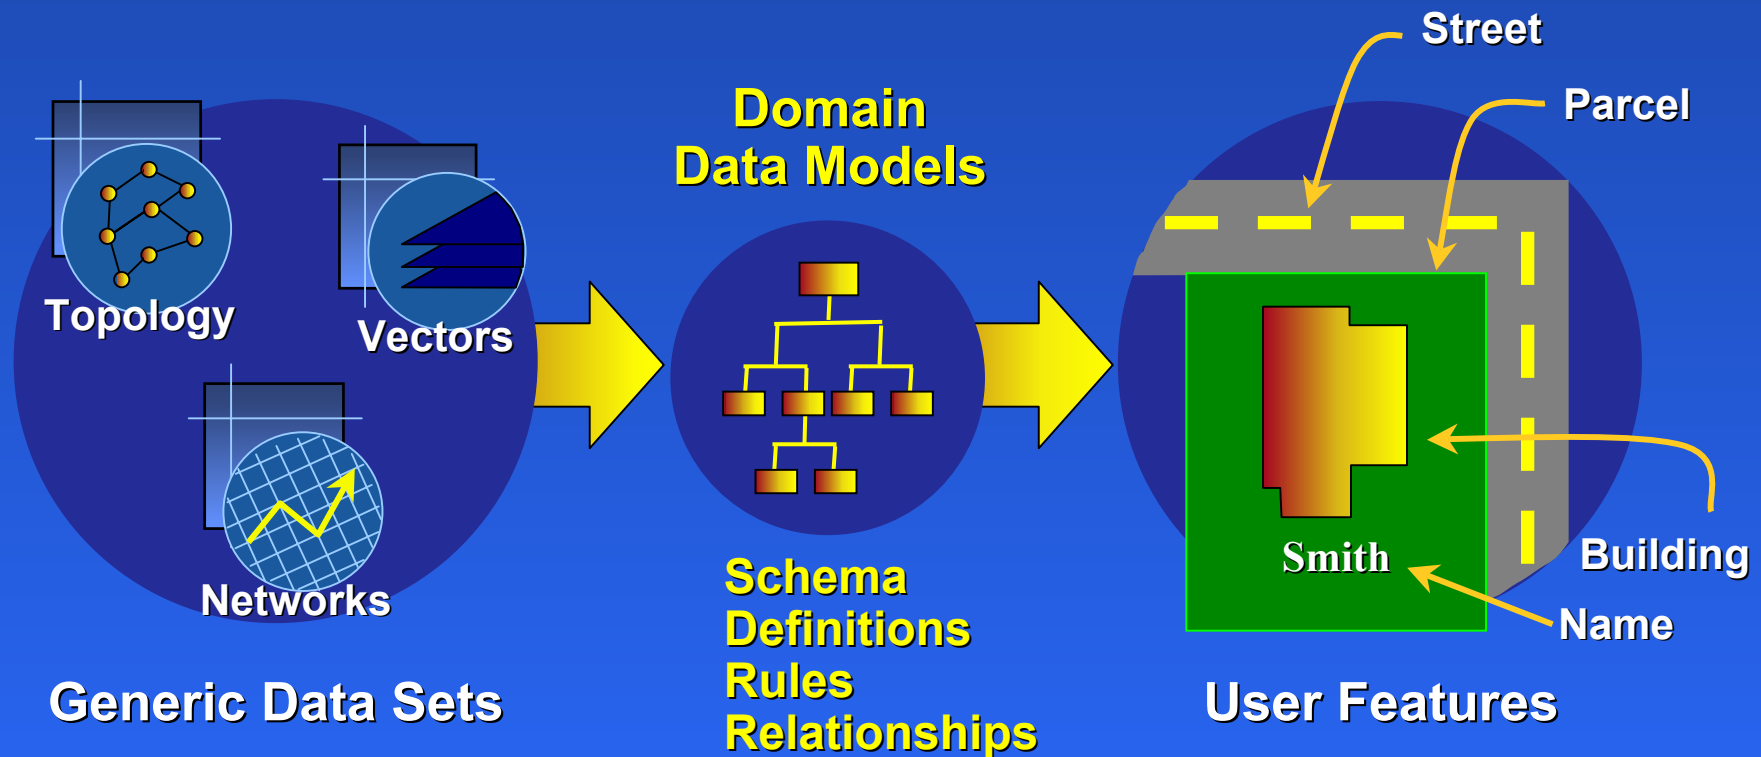 Topology
Vectors
Networks
Generic Data Sets
Domain
Data Models
Schema
Definitions
Rules
Relationships
Street
Parcel
Smith
Building
Name
User Features